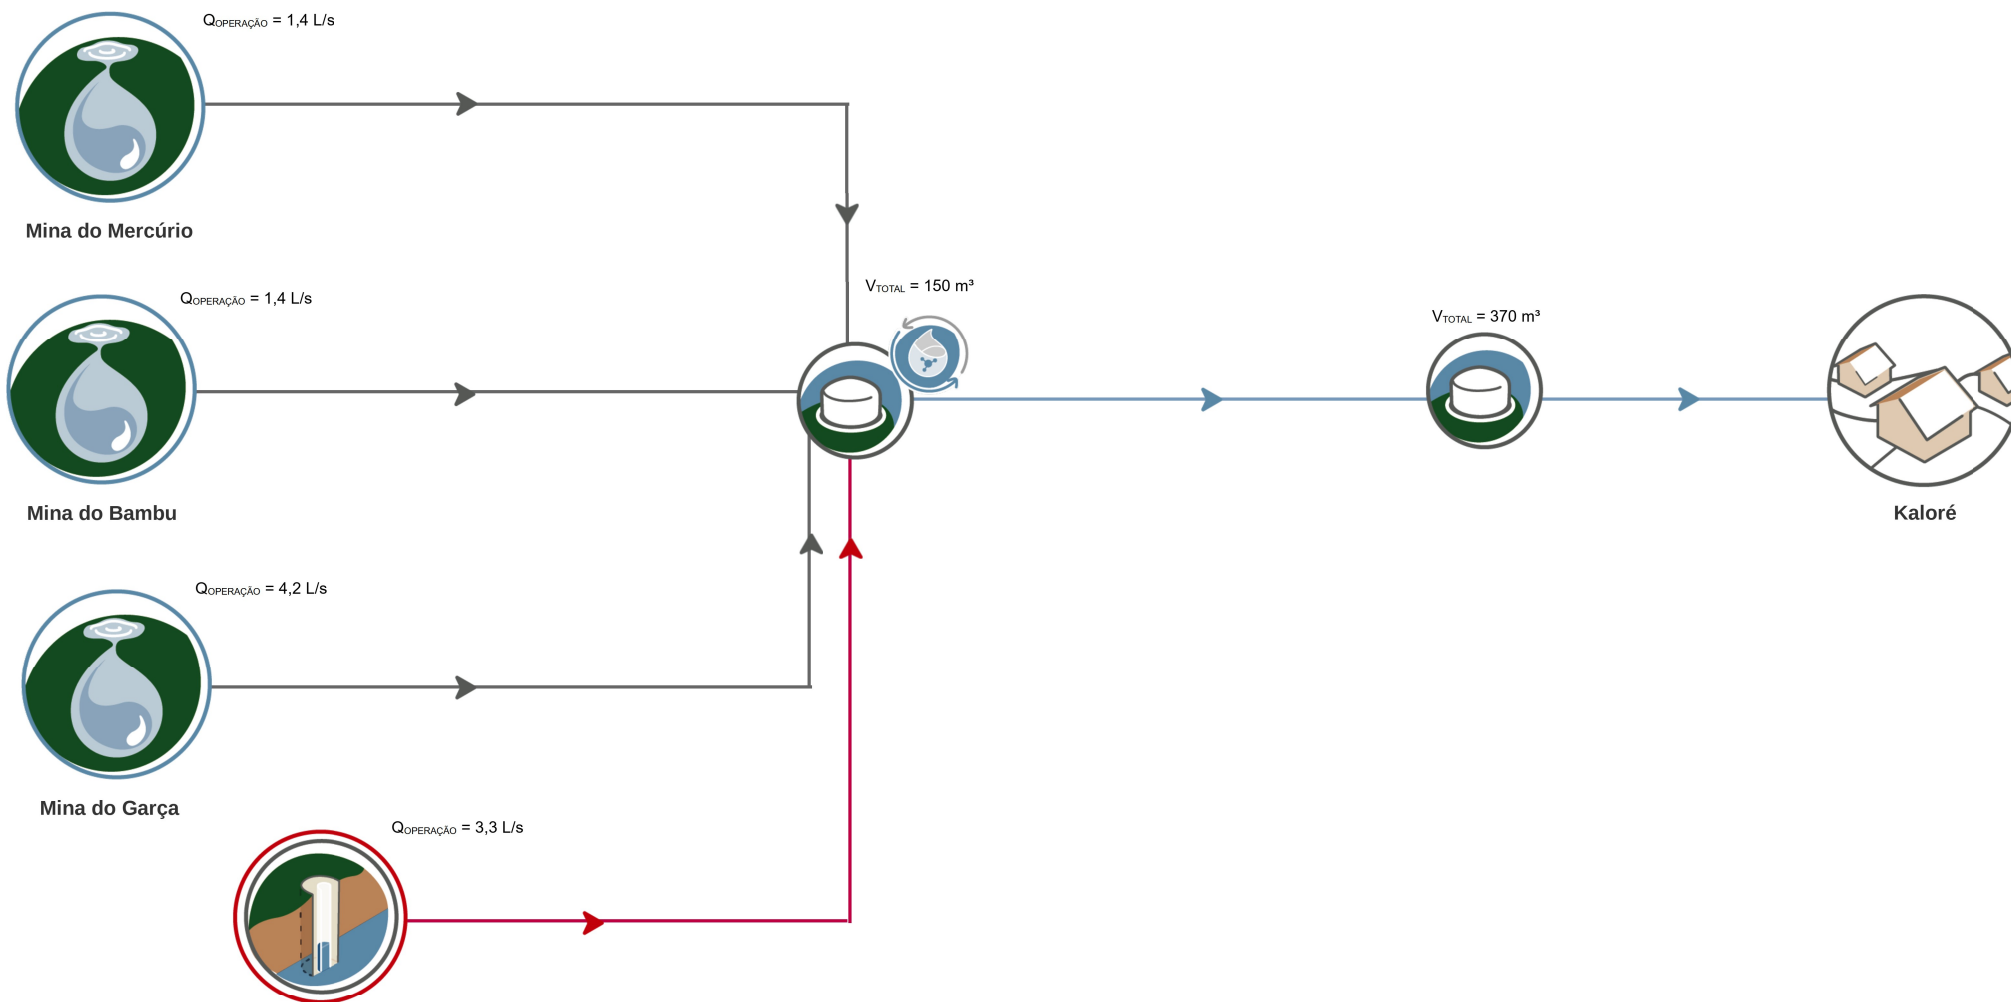 QOPERAÇÃO = 1,4 L/s
Mina do Mercúrio
QOPERAÇÃO = 1,4 L/s
VTOTAL = 150 m³
VTOTAL = 370 m³
Mina do Bambu
Kaloré
QOPERAÇÃO = 4,2 L/s
Mina do Garça
QOPERAÇÃO = 3,3 L/s